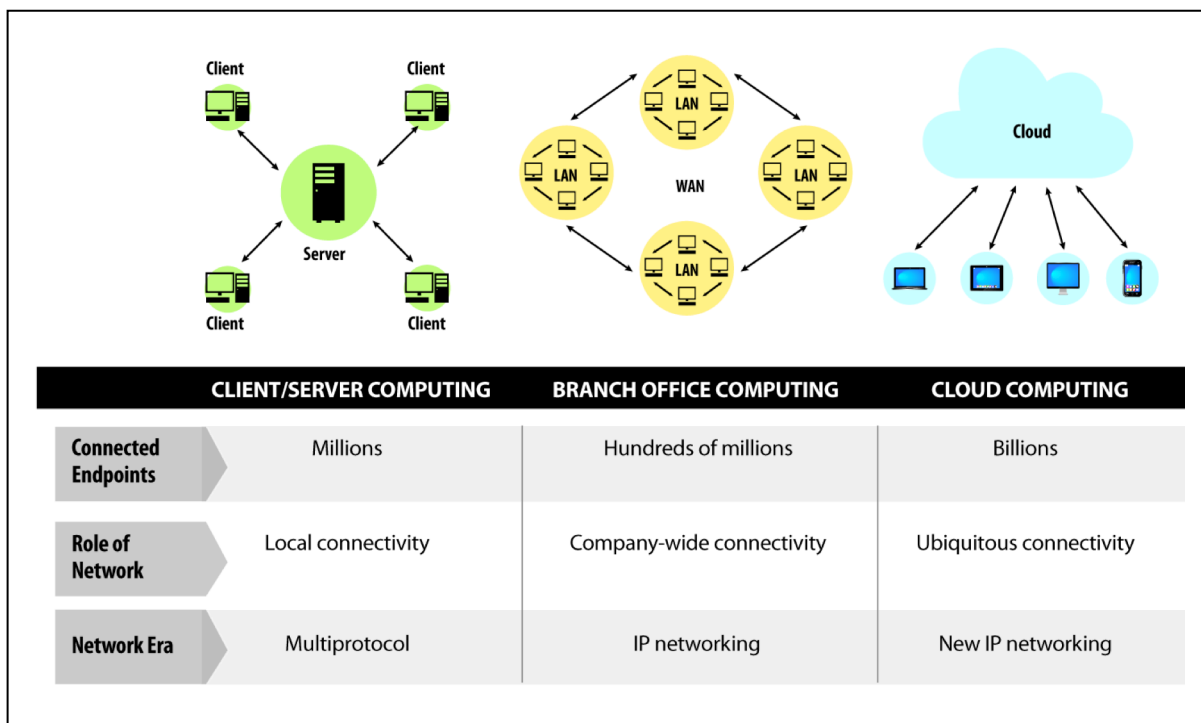 Client
Client
Server
Client
Client
LAN
LAN
WAN
LAN
LAN
Cloud
CLIENT/SERVER COMPUTING
BRANCH OFFICE COMPUTING
CLOUD COMPUTING
Connected
Endpoints
Millions
Hundreds of millions
Billions
Role of
Network
Local connectivity
Company-wide connectivity
Ubiquitous connectivity
Network Era
Multiprotocol
IP networking
New IP networking